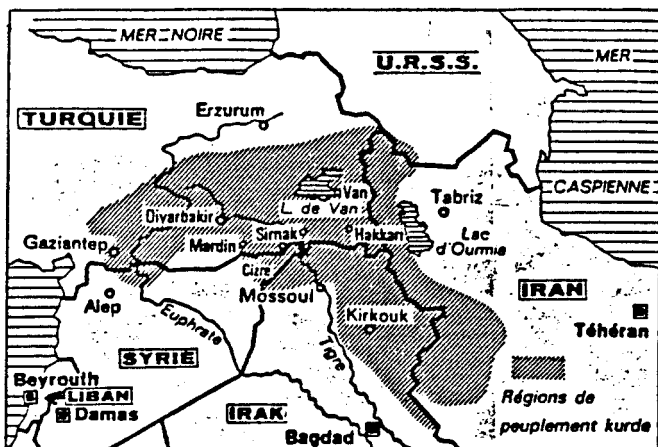 MER NOIRE
U.R.S.S.
MER
TURQUIE
Erzurum
CASPIENNE
Van
Tabriz
L. de Van
Diyarbakir
Lac
d'Ourmia
Gaziantep
Mardin
Sirnak
Hakkari
Cizre
Mossoul
IRAN
Alep
Kirkouk
Téhéran
Euphrate
Tigre
SYRIE
Régions de
peuplement kurde
Beyrouth
LIBAN
Damas
IRAK
Bagdad